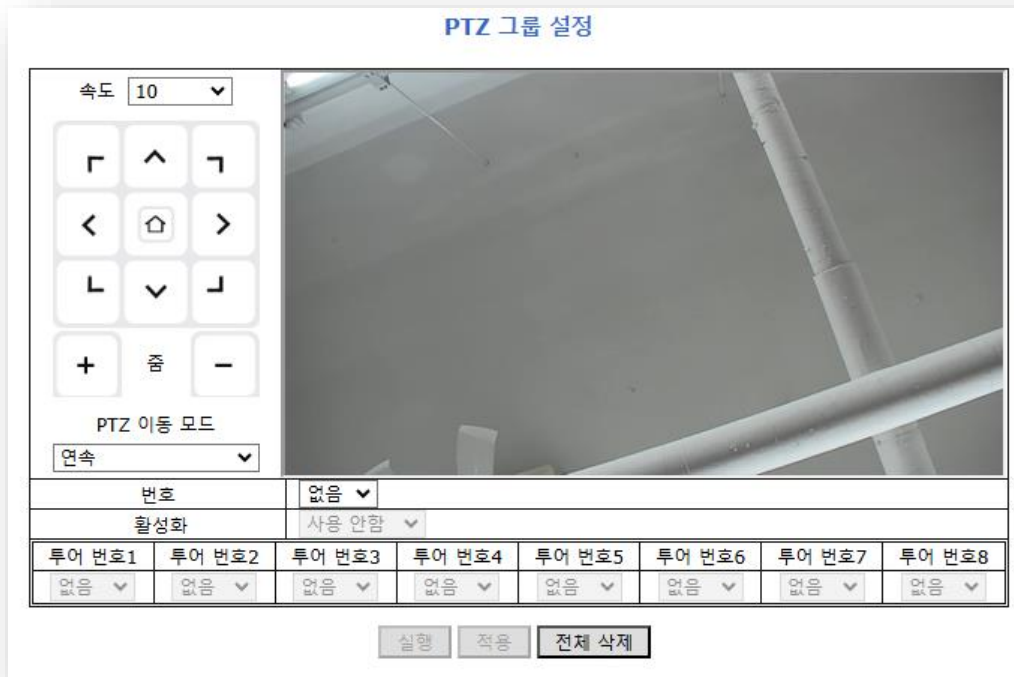 PTZ 그룹 설정
속도 10
+ 줌 −
PTZ 이동 모드
연속
번호 없음
활성화 사용 안함
투어 번호1 투어 번호2 투어 번호3 투어 번호4 투어 번호5 투어 번호6 투어 번호7 투어 번호8
없음 없음 없음 없음 없음 없음 없음 없음
실행 적용 전체 삭제